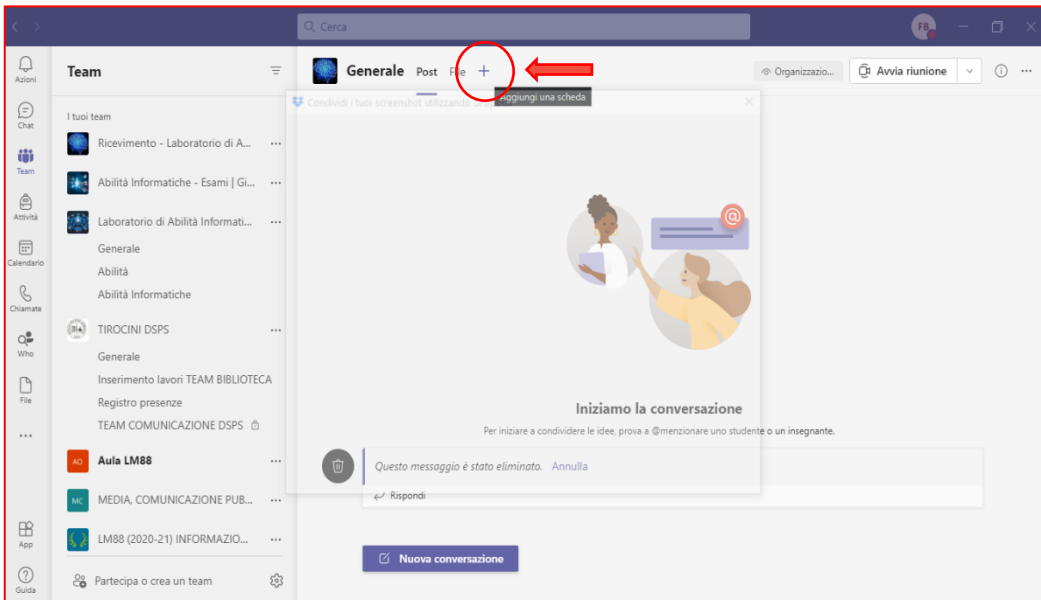 Cerca
FB
Azioni
Chat
Team
Attività
Calendario
Chiamate
Who
File
App
Guida
Team
I tuoi team
Ricevimento - Laboratorio di A...
Abilità Informatiche - Esami | Gi...
Laboratorio di Abilità Informati...
Generale
Abilità
Abilità Informatiche
TIROCINI DSPS
Generale
Inserimento lavori TEAM BIBLIOTECA
Registro presenze
TEAM COMUNICAZIONE DSPS
AO Aula LM88
MC MEDIA, COMUNICAZIONE PUB...
LM88 (2020-21) INFORMAZIO...
Partecipa o crea un team
Generale Post File +
Organizzazio... Avvia riunione
Aggiungi una scheda
Condividi i tuoi screenshot utilizzando
Iniziamo la conversazione
Per iniziare a condividere le idee, prova a @menzionare uno studente o un insegnante.
Questo messaggio è stato eliminato. Annulla
Rispondi
Nuova conversazione